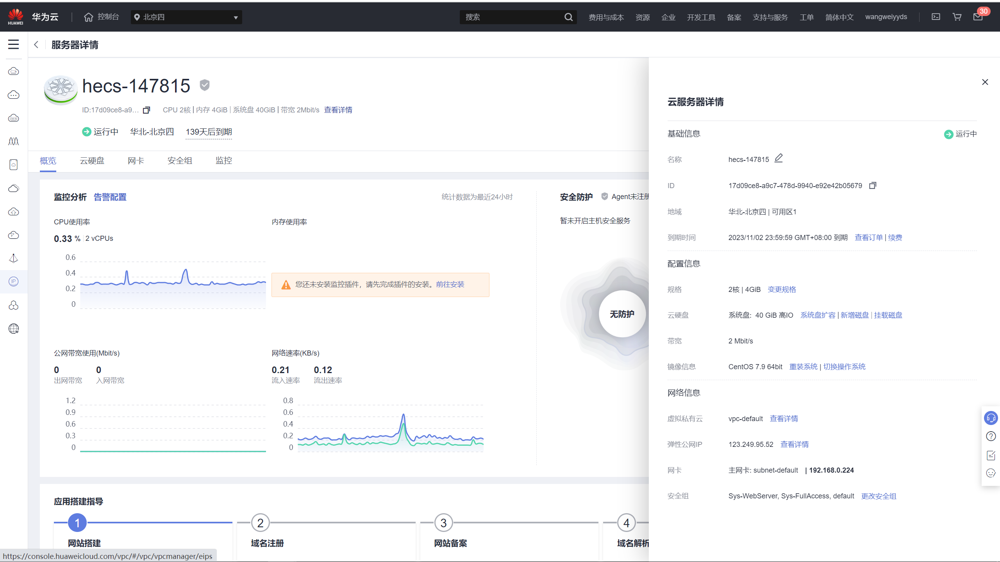 HUAWEI
华为云
控制台
北京四
搜索
费用与成本
资源
企业
开发工具
备案
支持与服务
工单
简体中文
wangweiyyds
30
服务器详情
hecs-147815
ID:17d09ce8-a9...
CPU 2核 | 内存 4GiB | 系统盘 40GiB | 带宽 2Mbit/s 查看详情
运行中 华北-北京四 139天后到期
概览 云硬盘 网卡 安全组 监控
监控分析 告警配置
统计数据为最近24小时
CPU使用率
0.33 % | 2 vCPUs
0.6
0.4
0.2
0
内存使用率
您还未安装监控插件，请先完成插件的安装。前往安装
公网带宽使用(Mbit/s)
0 0
出网带宽 入网带宽
1.2
0.9
0.6
0.3
0
网络速率(KB/s)
0.21 0.12
流入速率 流出速率
0.8
0.6
0.4
0.2
0
安全防护 Agent未注册
暂未开启主机安全服务
无防护
应用搭建指导
1 2 3 4
网站搭建 域名注册 网站备案 域名解析
IP
https://console.huaweicloud.com/vpc/#/vpc/vpcmanager/eips
云服务器详情
基础信息 运行中
名称 hecs-147815
ID 17d09ce8-a9c7-478d-9940-e92e42b05679
地域 华北-北京四 | 可用区1
到期时间 2023/11/02 23:59:59 GMT+08:00 到期 查看订单 | 续费
配置信息
规格 2核 | 4GiB 变更规格
云硬盘 系统盘: 40 GiB 高IO 系统盘扩容 | 新增磁盘 | 挂载磁盘
带宽 2 Mbit/s
镜像信息 CentOS 7.9 64bit 重装系统 | 切换操作系统
网络信息
虚拟私有云 vpc-default 查看详情
弹性公网IP 123.249.95.52 查看详情
网卡 主网卡: subnet-default | 192.168.0.224
安全组 Sys-WebServer, Sys-FullAccess, default 更改安全组